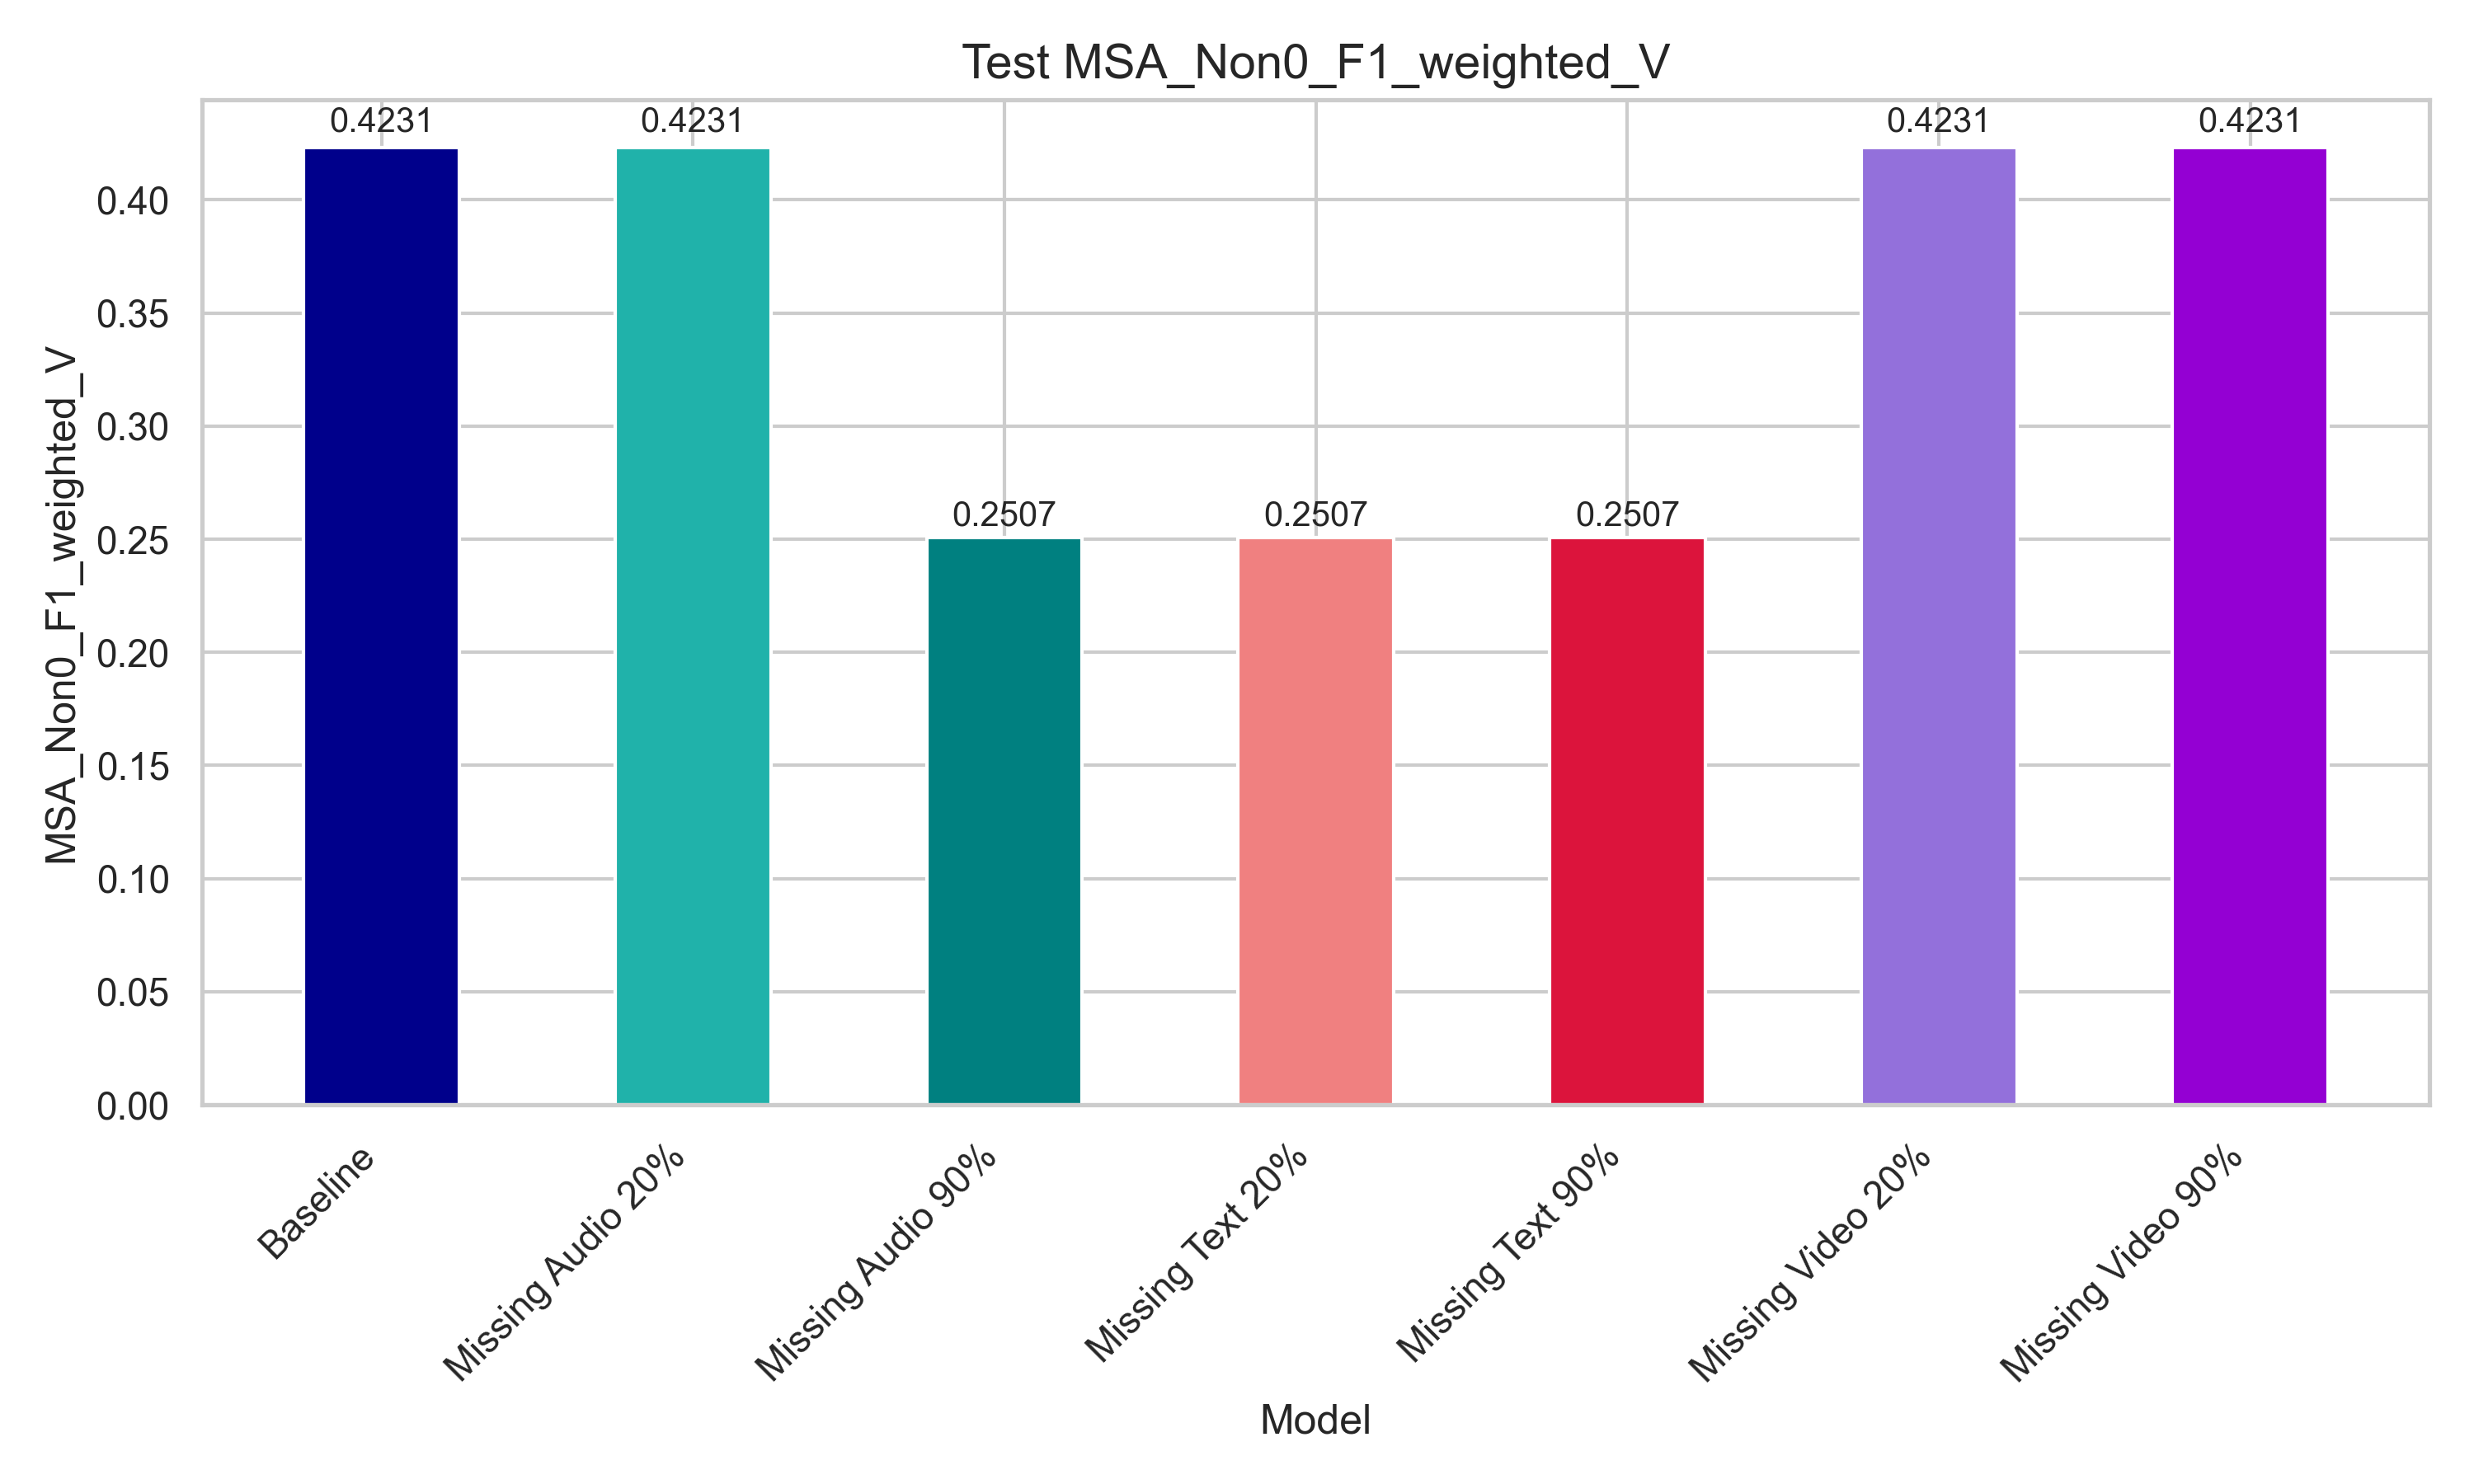 Test MSA_Non0_F1_weighted_V
MSA_Non0_F1_weighted_V
0.40
0.35
0.30
0.25
0.20
0.15
0.10
0.05
0.00
0.4231
0.4231
0.2507
0.2507
0.2507
0.4231
0.4231
Baseline
Missing Audio 20%
Missing Audio 90%
Missing Text 20%
Missing Text 90%
Missing Video 20%
Missing Video 90%
Model